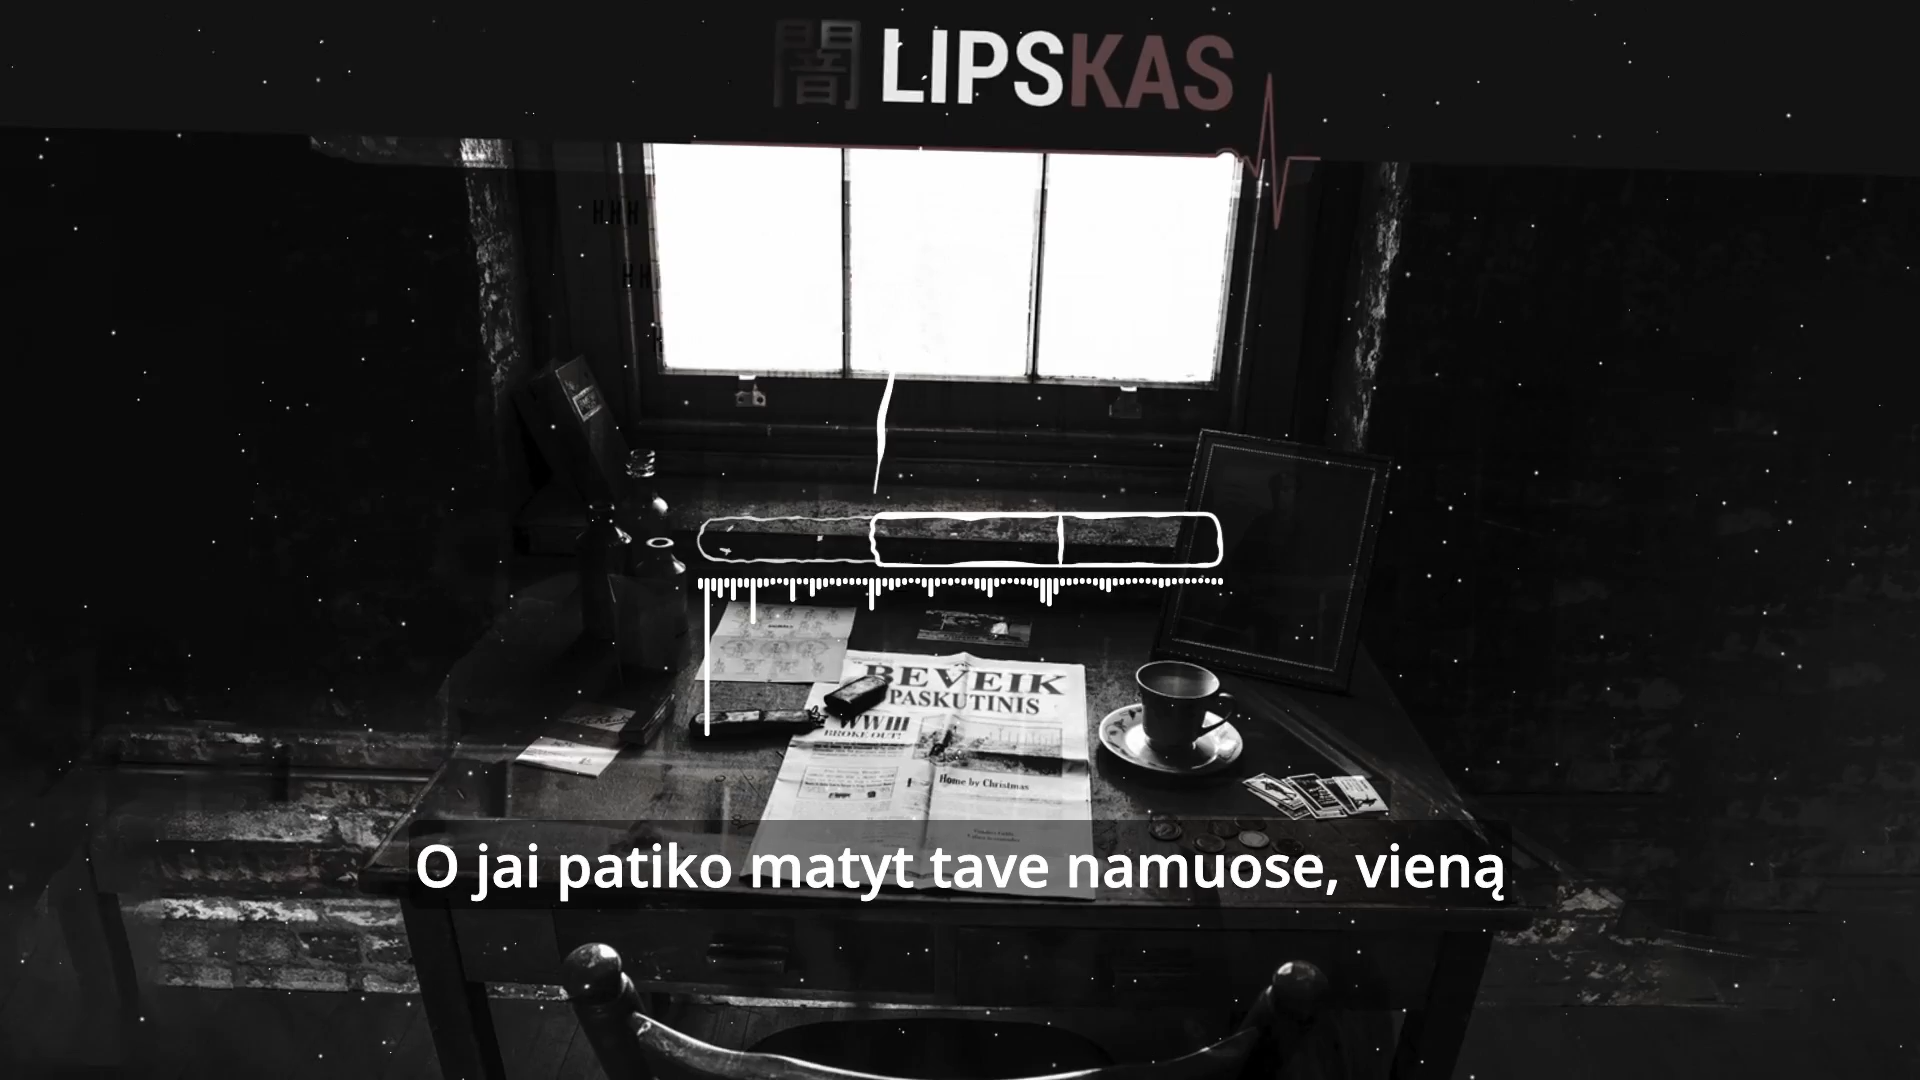 闇 LIPSKAS
BEVEIK
PASKUTINIS
WWIII
BROKE OUT!
Home by Christmas
O jai patiko matyt tave namuose, vieną